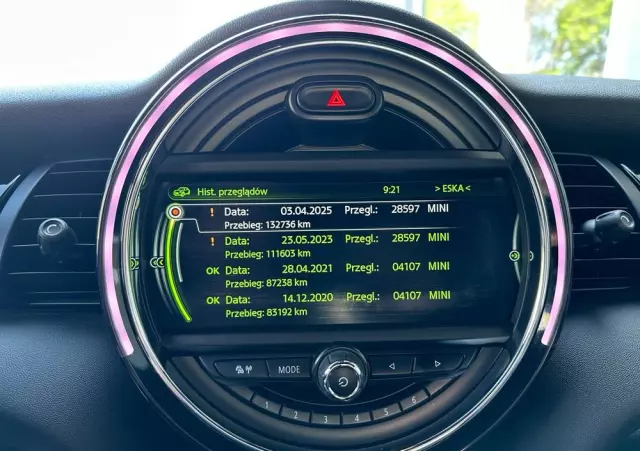 Hist. przeglądów 9:21 >ESKA<
! Data: 03.04.2025 Przegl.: 28597 MINI
Przebieg: 132736 km
! Data: 23.05.2023 Przegl.: 28597 MINI
Przebieg: 111603 km
OK Data: 28.04.2021 Przegl.: 04107 MINI
Przebieg: 87238 km
OK Data: 14.12.2020 Przegl.: 04107 MINI
Przebieg: 83192 km
MODE
1 2 3 4 5 6